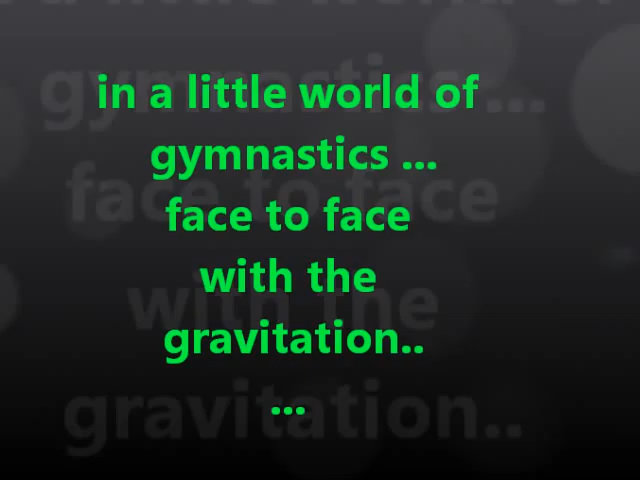 in a little world of
gymnastics ...
face to face
with the
gravitation..
...